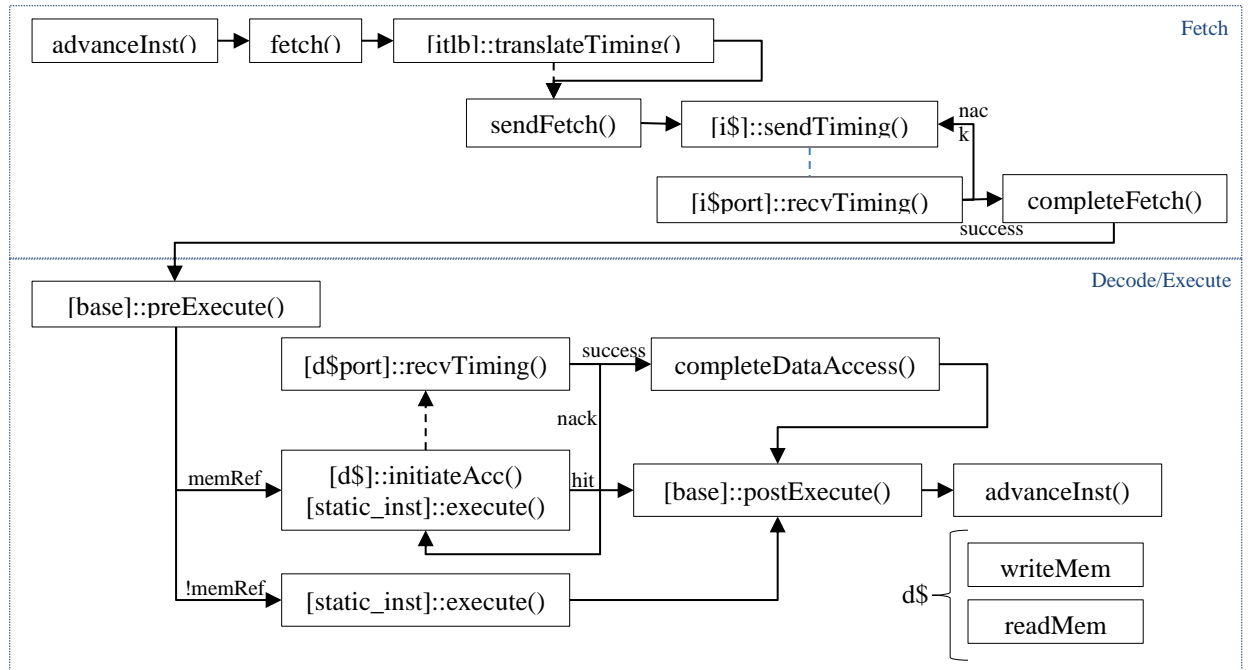 Fetch
advanceInst()
fetch()
[itlb]::translateTiming()
sendFetch()
[i$]::sendTiming()
nac
k
[i$port]::recvTiming()
completeFetch()
success
Decode/Execute
[base]::preExecute()
[d$port]::recvTiming()
success
completeDataAccess()
nack
memRef
[d$]::initiateAcc()
[static_inst]::execute()
hit
[base]::postExecute()
advanceInst()
!memRef
[static_inst]::execute()
d$
writeMem
readMem